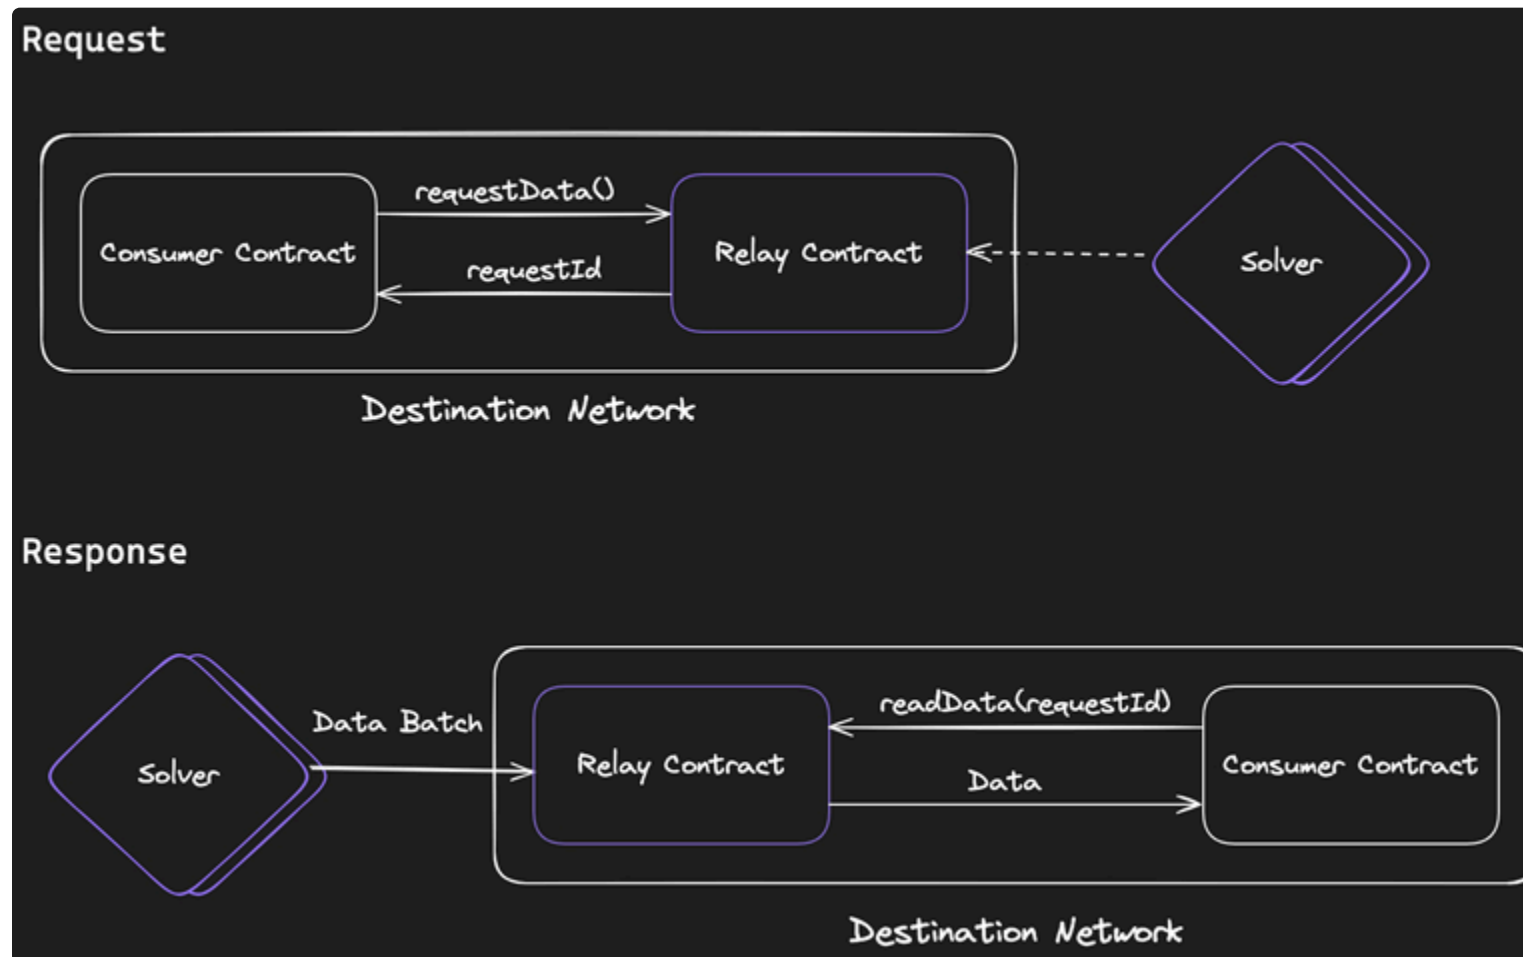 Request
requestData()
Consumer Contract
Relay Contract
requestId
Solver
Destination Network
Response
Data Batch
readData(requestId)
Solver
Relay Contract
Consumer Contract
Data
Destination Network